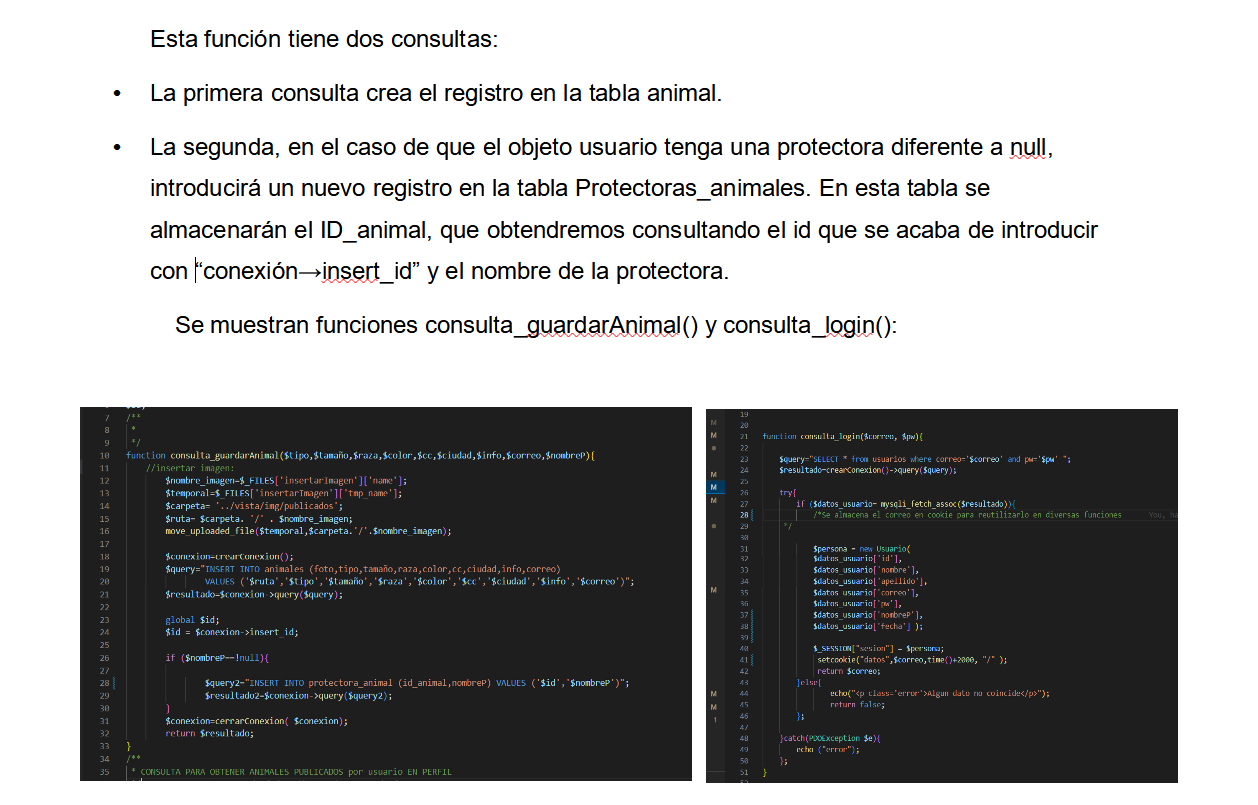 Esta función tiene dos consultas:
• La primera consulta crea el registro en la tabla animal.
• La segunda, en el caso de que el objeto usuario tenga una protectora diferente a null,
introducirá un nuevo registro en la tabla Protectoras_animales. En esta tabla se
almacenarán el ID_animal, que obtendremos consultando el id que se acaba de introducir
con “conexión→insert_id” y el nombre de la protectora.
Se muestran funciones consulta_guardarAnimal() y consulta_login():
7 /**
8 *
9 */
10 function consulta_guardarAnimal($tipo,$tamaño,$raza,$color,$cc,$ciudad,$info,$correo,$nombreP){
11 //insertar imagen:
12 $nombre_imagen=$_FILES['insertarImagen']['name'];
13 $temporal=$_FILES['insertarImagen']['tmp_name'];
14 $carpeta= '../vista/img/publicados';
15 $ruta= $carpeta. '/' . $nombre_imagen;
16 move_uploaded_file($temporal,$carpeta.'/'.$nombre_imagen);
17
18 $conexion=crearConexion();
19 $query="INSERT INTO animales (foto,tipo,tamaño,raza,color,cc,ciudad,info,correo)
20 VALUES ('$ruta','$tipo','$tamaño','$raza','$color','$cc','$ciudad','$info','$correo')";
21 $resultado=$conexion->query($query);
22
23 global $id;
24 $id = $conexion->insert_id;
25
26 if ($nombreP==!null){
27
28 $query2="INSERT INTO protectora_animal (id_animal,nombreP) VALUES ('$id','$nombreP')";
29 $resultado2=$conexion->query($query2);
30 }
31 $conexion=cerrarConexion( $conexion);
32 return $resultado;
33 }
34 /**
35 * CONSULTA PARA OBTENER ANIMALES PUBLICADOS por usuario EN PERFIL
19
20
21 function consulta_login($correo, $pw){
22
23 $query="SELECT * from usuarios where correo='$correo' and pw='$pw' ";
24 $resultado=crearConexion()->query($query);
25
26 try{
27 if ($datos_usuario= mysqli_fetch_assoc($resultado)){
28 /*Se almacena el correo en cookie para reutilizarlo en diversas funciones You,
29 */
30
31 $persona = new Usuario(
32 $datos_usuario['id'],
33 $datos_usuario['nombre'],
34 $datos_usuario['apellido'],
35 $datos_usuario['correo'],
36 $datos_usuario['pw'],
37 $datos_usuario['nombreP'],
38 $datos_usuario['fecha'] );
39
40 $_SESSION["sesion"] = $persona;
41 setcookie("datos",$correo,time()+2000, "/" );
42 return $correo;
43 }else{
44 echo("<p class='error'>Algun dato no coincide</p>");
45 return false;
46 };
47
48 }catch(PDOException $e){
49 echo ("error");
50 };
51 }